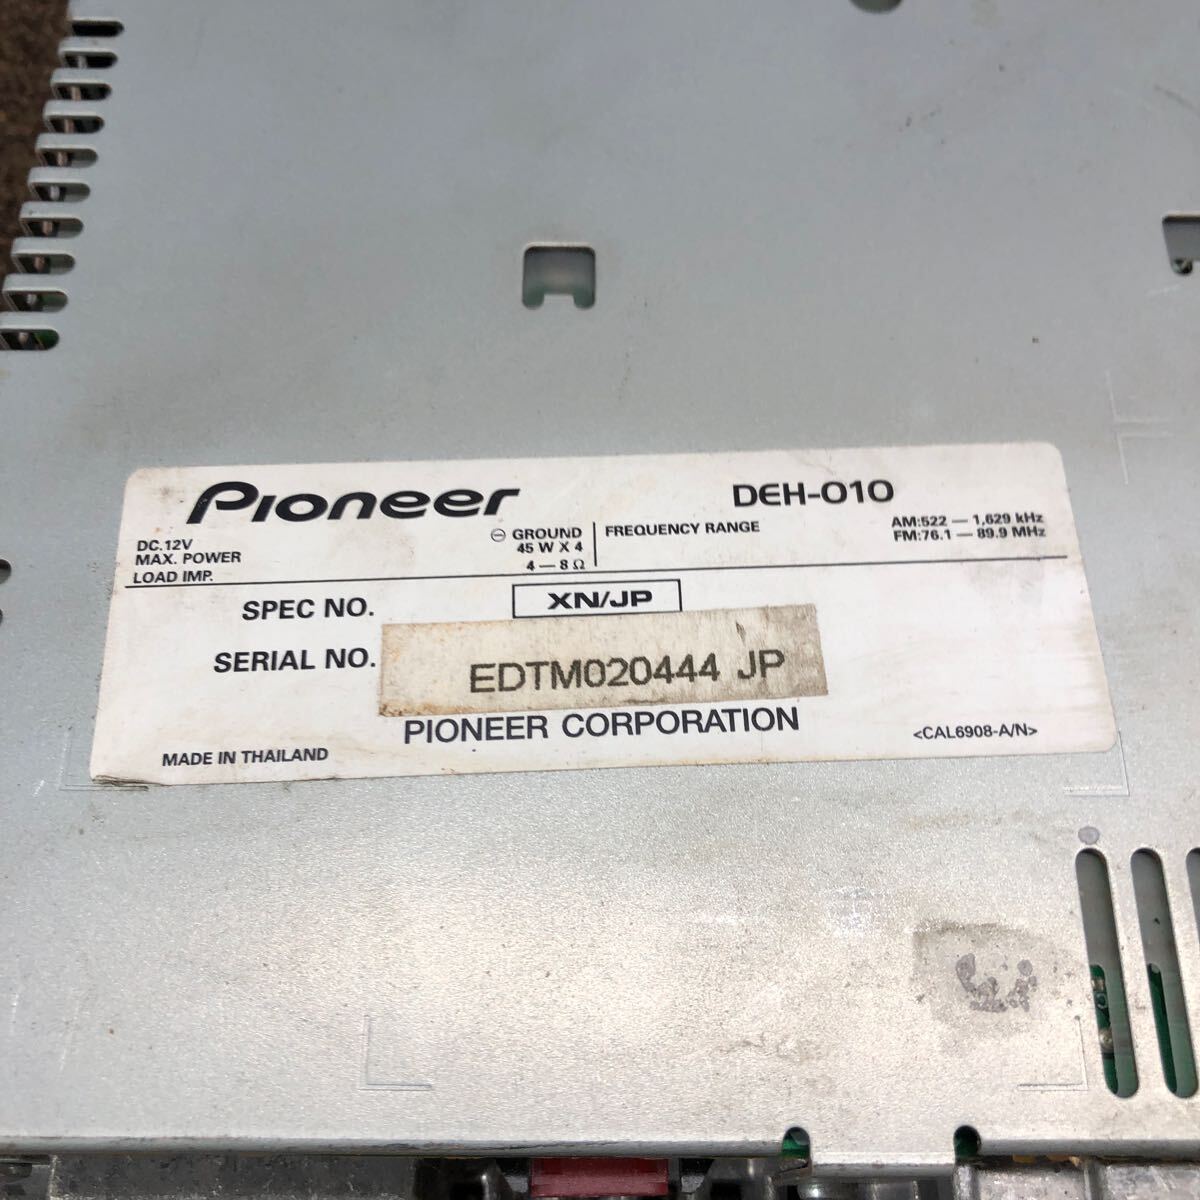 Pioneer DEH-010
DC.12V ⊖ GROUND FREQUENCY RANGE AM:522 — 1,629 kHz
MAX. POWER 45 W X 4 FM:76.1 — 89.9 MHz
LOAD IMP. 4 — 8 Ω
SPEC NO. XN/JP
SERIAL NO. EDTM020444 JP
PIONEER CORPORATION
MADE IN THAILAND <CAL6908-A/N>